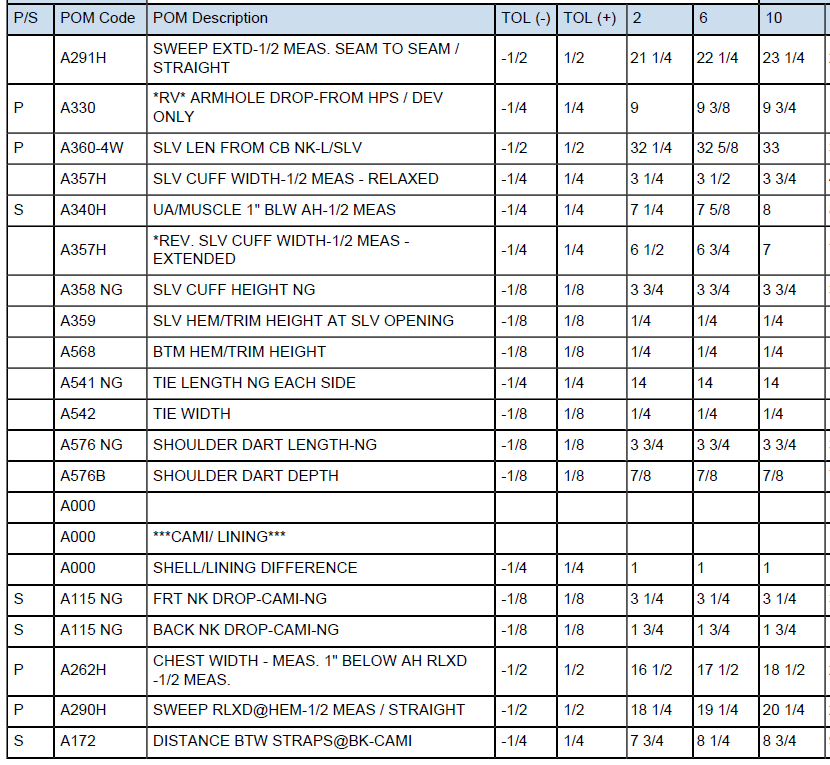 P/S POM Code POM Description TOL (-) TOL (+) 2 6 10
A291H SWEEP EXTD-1/2 MEAS. SEAM TO SEAM / STRAIGHT -1/2 1/2 21 1/4 22 1/4 23 1/4
P A330 *RV* ARMHOLE DROP-FROM HPS / DEV ONLY -1/4 1/4 9 9 3/8 9 3/4
P A360-4W SLV LEN FROM CB NK-L/SLV -1/2 1/2 32 1/4 32 5/8 33
A357H SLV CUFF WIDTH-1/2 MEAS - RELAXED -1/4 1/4 3 1/4 3 1/2 3 3/4
S A340H UA/MUSCLE 1" BLW AH-1/2 MEAS -1/4 1/4 7 1/4 7 5/8 8
A357H *REV. SLV CUFF WIDTH-1/2 MEAS - EXTENDED -1/4 1/4 6 1/2 6 3/4 7
A358 NG SLV CUFF HEIGHT NG -1/8 1/8 3 3/4 3 3/4 3 3/4
A359 SLV HEM/TRIM HEIGHT AT SLV OPENING -1/8 1/8 1/4 1/4 1/4
A568 BTM HEM/TRIM HEIGHT -1/8 1/8 1/4 1/4 1/4
A541 NG TIE LENGTH NG EACH SIDE -1/4 1/4 14 14 14
A542 TIE WIDTH -1/8 1/8 1/4 1/4 1/4
A576 NG SHOULDER DART LENGTH-NG -1/8 1/8 3 3/4 3 3/4 3 3/4
A576B SHOULDER DART DEPTH -1/8 1/8 7/8 7/8 7/8
A000
A000 ***CAMI/ LINING***
A000 SHELL/LINING DIFFERENCE -1/4 1/4 1 1 1
S A115 NG FRT NK DROP-CAMI-NG -1/8 1/8 3 1/4 3 1/4 3 1/4
S A115 NG BACK NK DROP-CAMI-NG -1/8 1/8 1 3/4 1 3/4 1 3/4
P A262H CHEST WIDTH - MEAS. 1" BELOW AH RLXD -1/2 MEAS. -1/2 1/2 16 1/2 17 1/2 18 1/2
P A290H SWEEP RLXD@HEM-1/2 MEAS / STRAIGHT -1/2 1/2 18 1/4 19 1/4 20 1/4
S A172 DISTANCE BTW STRAPS@BK-CAMI -1/4 1/4 7 3/4 8 1/4 8 3/4